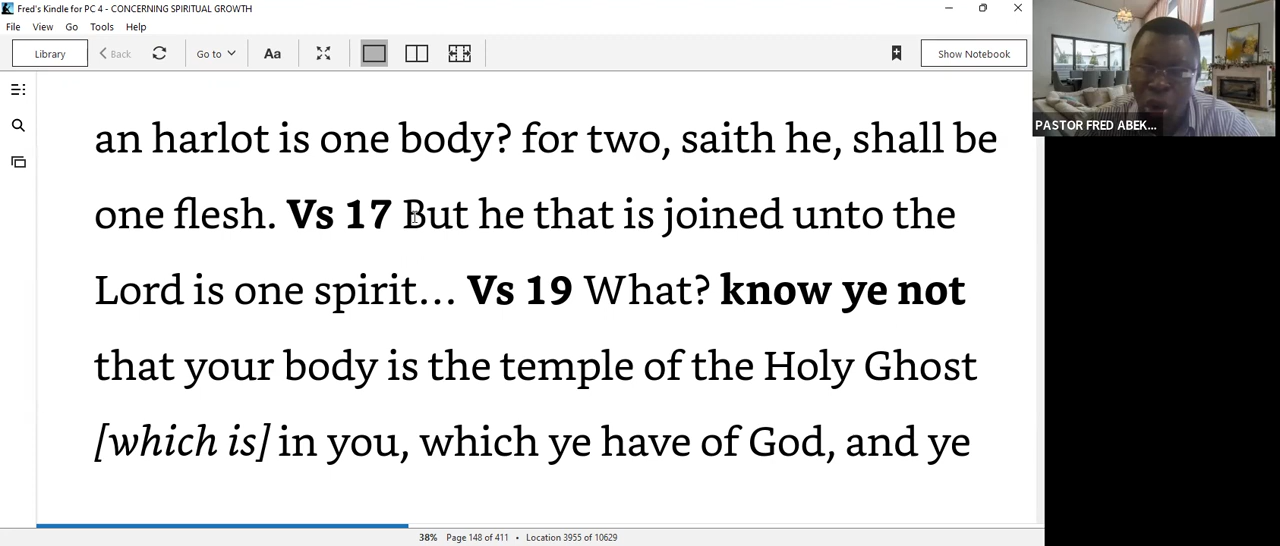 Fred's Kindle for PC 4 - CONCERNING SPIRITUAL GROWTH
File View Go Tools Help
Library Back Go to Aa Show Notebook
PASTOR FRED ABEK...
an harlot is one body? for two, saith he, shall be
one flesh. Vs 17 But he that is joined unto the
Lord is one spirit... Vs 19 What? know ye not
that your body is the temple of the Holy Ghost
[which is] in you, which ye have of God, and ye
38% Page 148 of 411 • Location 3955 of 10629